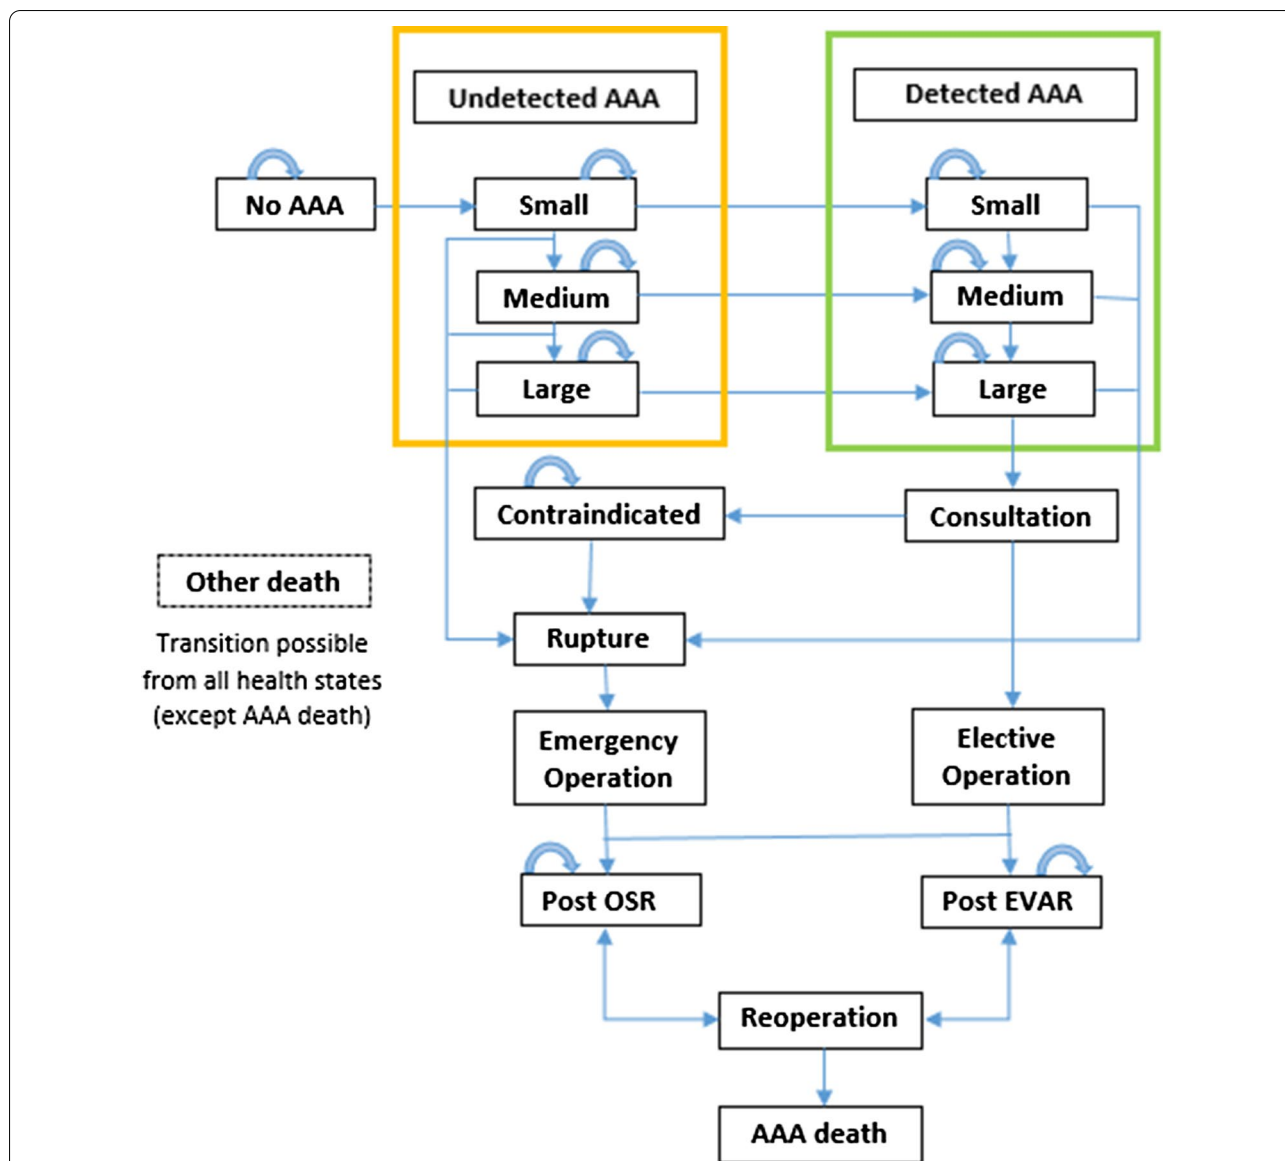 Undetected AAA
Detected AAA
No AAA
Small
Small
Medium
Medium
Large
Large
Contraindicated
Consultation
Other death
Transition possible
from all health states
(except AAA death)
Rupture
Emergency
Operation
Elective
Operation
Post OSR
Post EVAR
Reoperation
AAA death